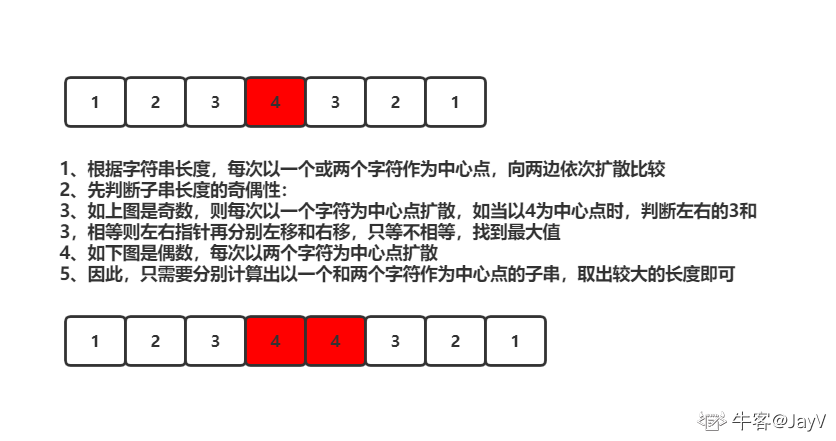 1 2 3 4 3 2 1
1、根据字符串长度，每次以一个或两个字符作为中心点，向两边依次扩散比较
2、先判断子串长度的奇偶性：
3、如上图是奇数，则每次以一个字符为中心点扩散，如当以4为中心点时，判断左右的3和
3，相等则左右指针再分别左移和右移，只等不相等，找到最大值
4、如下图是偶数，每次以两个字符为中心点扩散
5、因此，只需要分别计算出以一个和两个字符作为中心点的子串，取出较大的长度即可
1 2 3 4 4 3 2 1
牛客@JayV